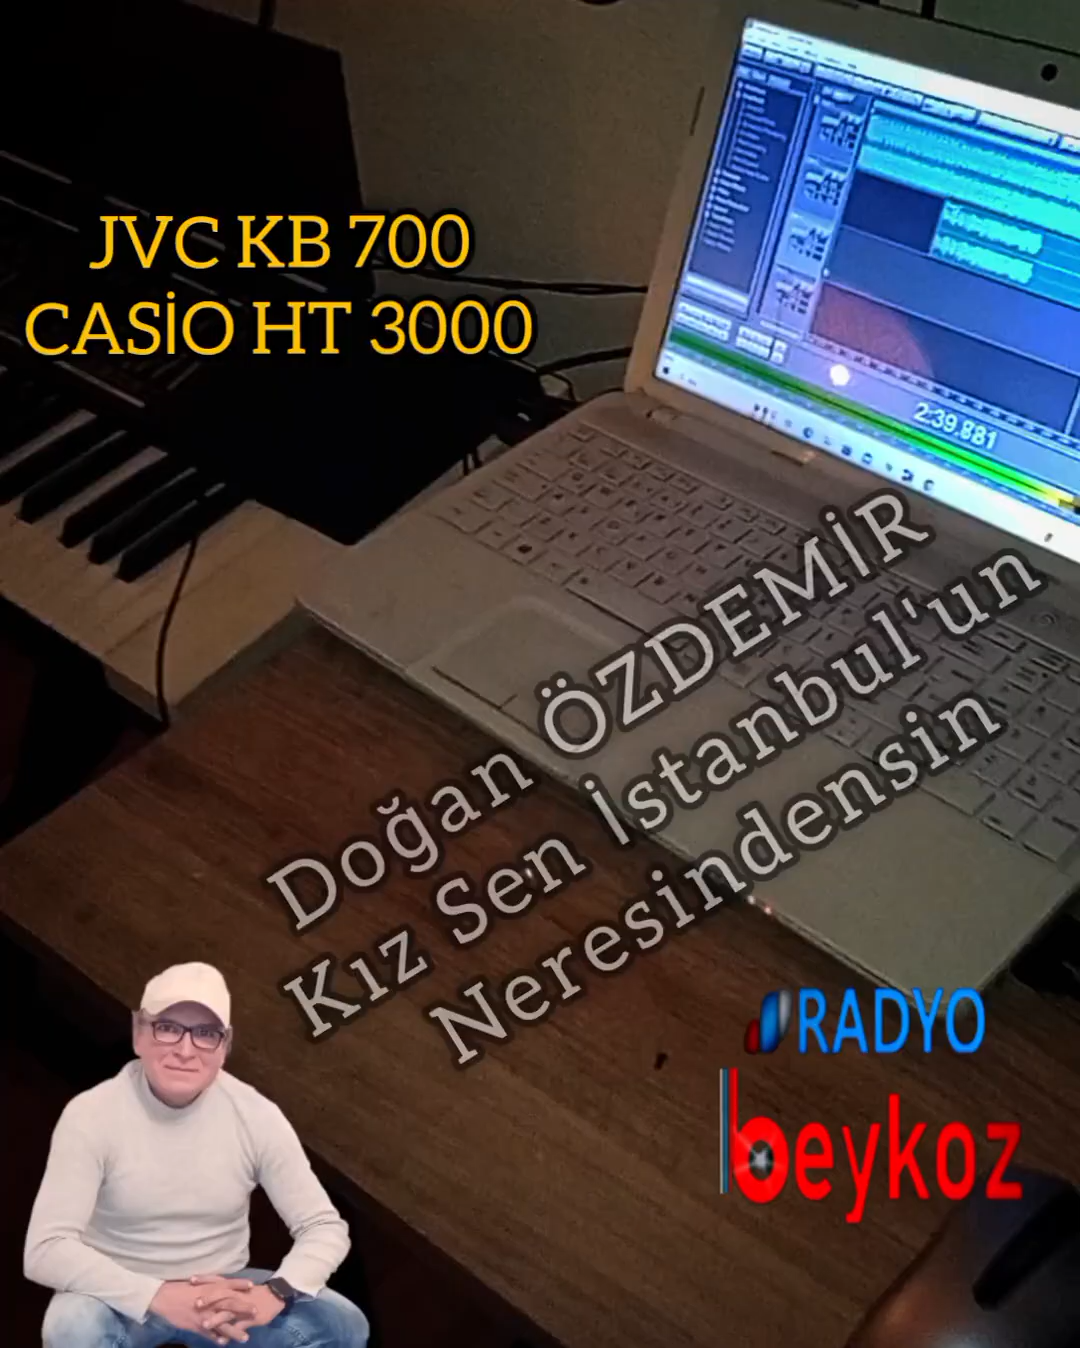 JVC KB 700
CASİO HT 3000
2:39.881
Doğan ÖZDEMİR
Kız Sen İstanbul'un
Neresindensin
RADYO
beykoz